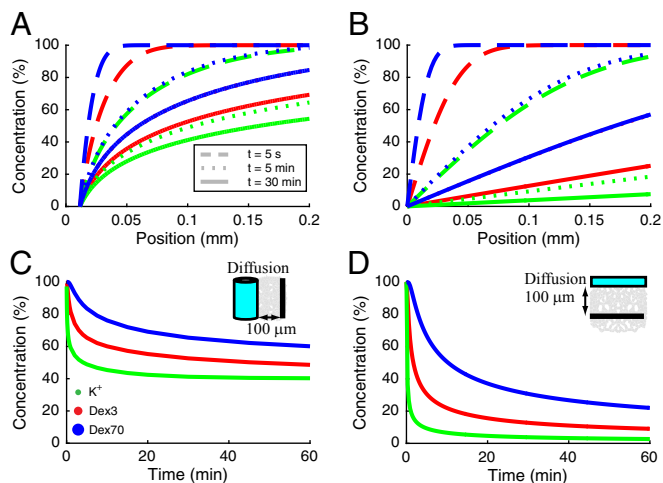 A
B
Concentration (%)
100
80
60
40
20
0
t = 5 s
t = 5 min
t = 30 min
0
0.05
0.1
0.15
0.2
Position (mm)
Concentration (%)
100
80
60
40
20
0
0
0.05
0.1
0.15
0.2
Position (mm)
C
D
Concentration (%)
100
80
60
40
20
0
Diffusion
100 μm
K+
Dex3
Dex70
0
20
40
60
Time (min)
Concentration (%)
100
80
60
40
20
0
Diffusion
100 μm
0
20
40
60
Time (min)